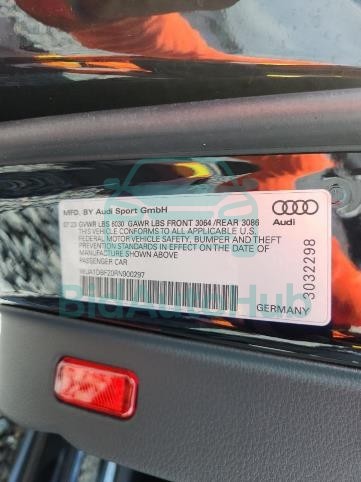 MFD. BY Audi Sport GmbH
07 23 GVWR LBS 6030 GAWR LBS FRONT 3064 /REAR 3086
THIS VEHICLE CONFORMS TO ALL APPLICABLE U.S.
FEDERAL MOTOR VEHICLE SAFETY, BUMPER AND THEFT
PREVENTION STANDARDS IN EFFECT ON THE DATE OF
MANUFACTURE SHOWN ABOVE
PASSENGER CAR
WUA1DBF20RN900297
Audi
3032298
GERMANY
BidAutoHub